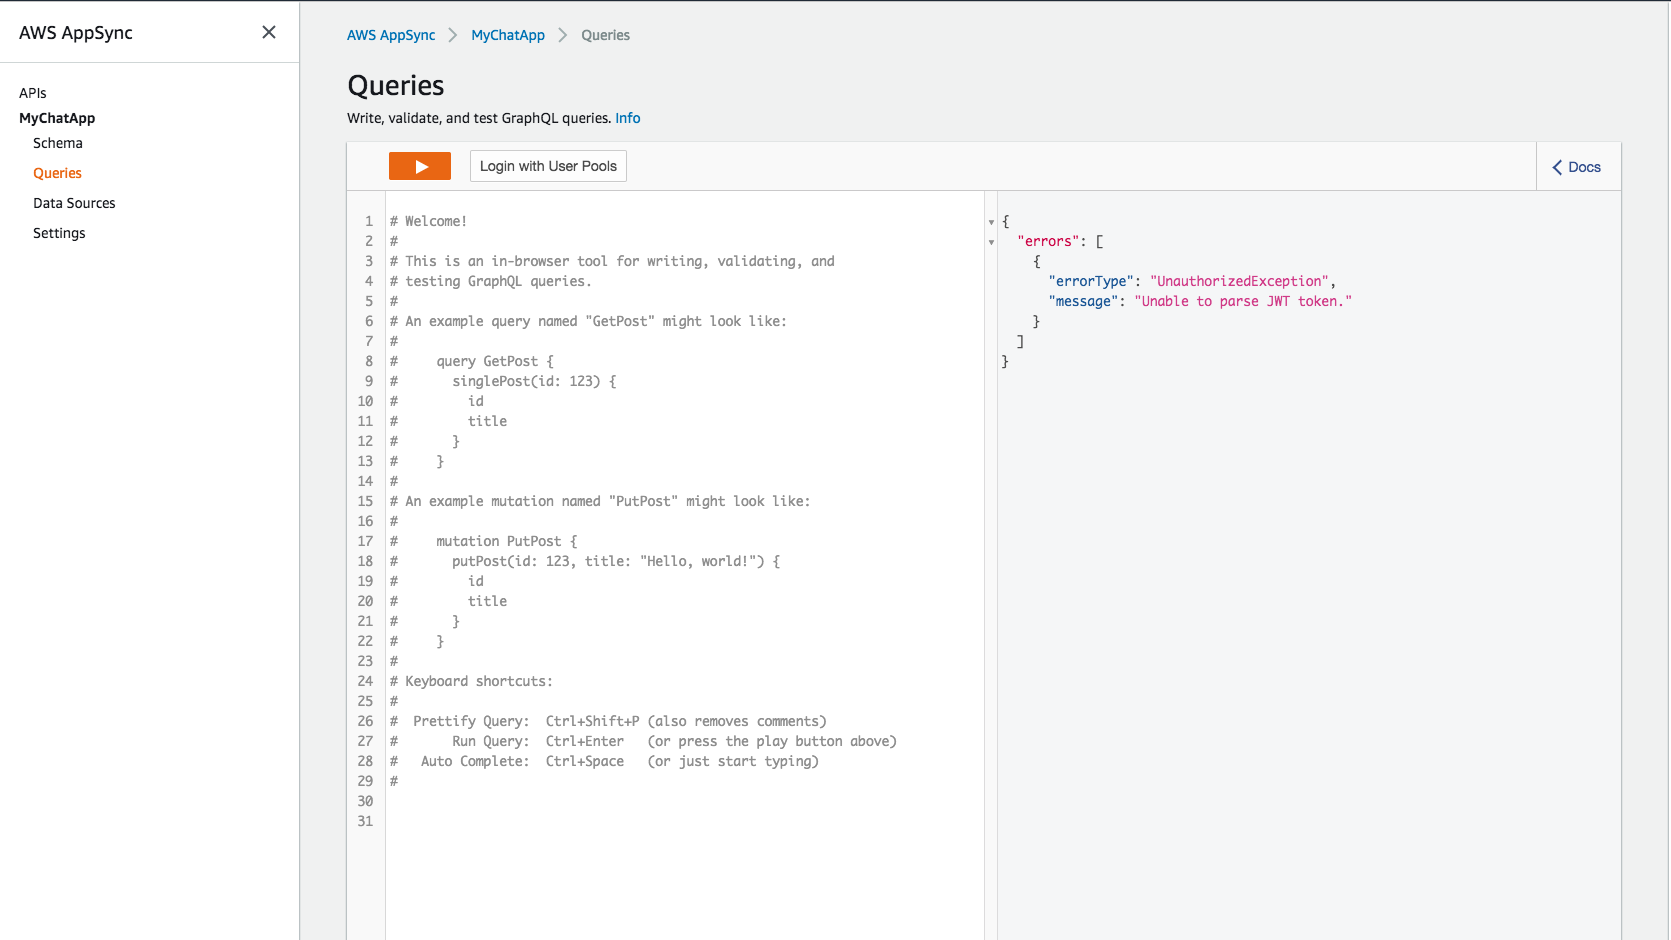 AWS AppSync
APIs
MyChatApp
Schema
Queries
Data Sources
Settings
AWS AppSync > MyChatApp > Queries
Queries
Write, validate, and test GraphQL queries. Info
Login with User Pools
Docs
1 # Welcome!
2 #
3 # This is an in-browser tool for writing, validating, and
4 # testing GraphQL queries.
5 #
6 # An example query named "GetPost" might look like:
7 #
8 #     query GetPost {
9 #       singlePost(id: 123) {
10 #         id
11 #         title
12 #       }
13 #     }
14 #
15 # An example mutation named "PutPost" might look like:
16 #
17 #     mutation PutPost {
18 #       putPost(id: 123, title: "Hello, world!") {
19 #         id
20 #         title
21 #       }
22 #     }
23 #
24 # Keyboard shortcuts:
25 #
26 #  Prettify Query:  Ctrl+Shift+P (also removes comments)
27 #       Run Query:  Ctrl+Enter   (or press the play button above)
28 #   Auto Complete:  Ctrl+Space   (or just start typing)
29 #
30
31
{
  "errors": [
    {
      "errorType": "UnauthorizedException",
      "message": "Unable to parse JWT token."
    }
  ]
}